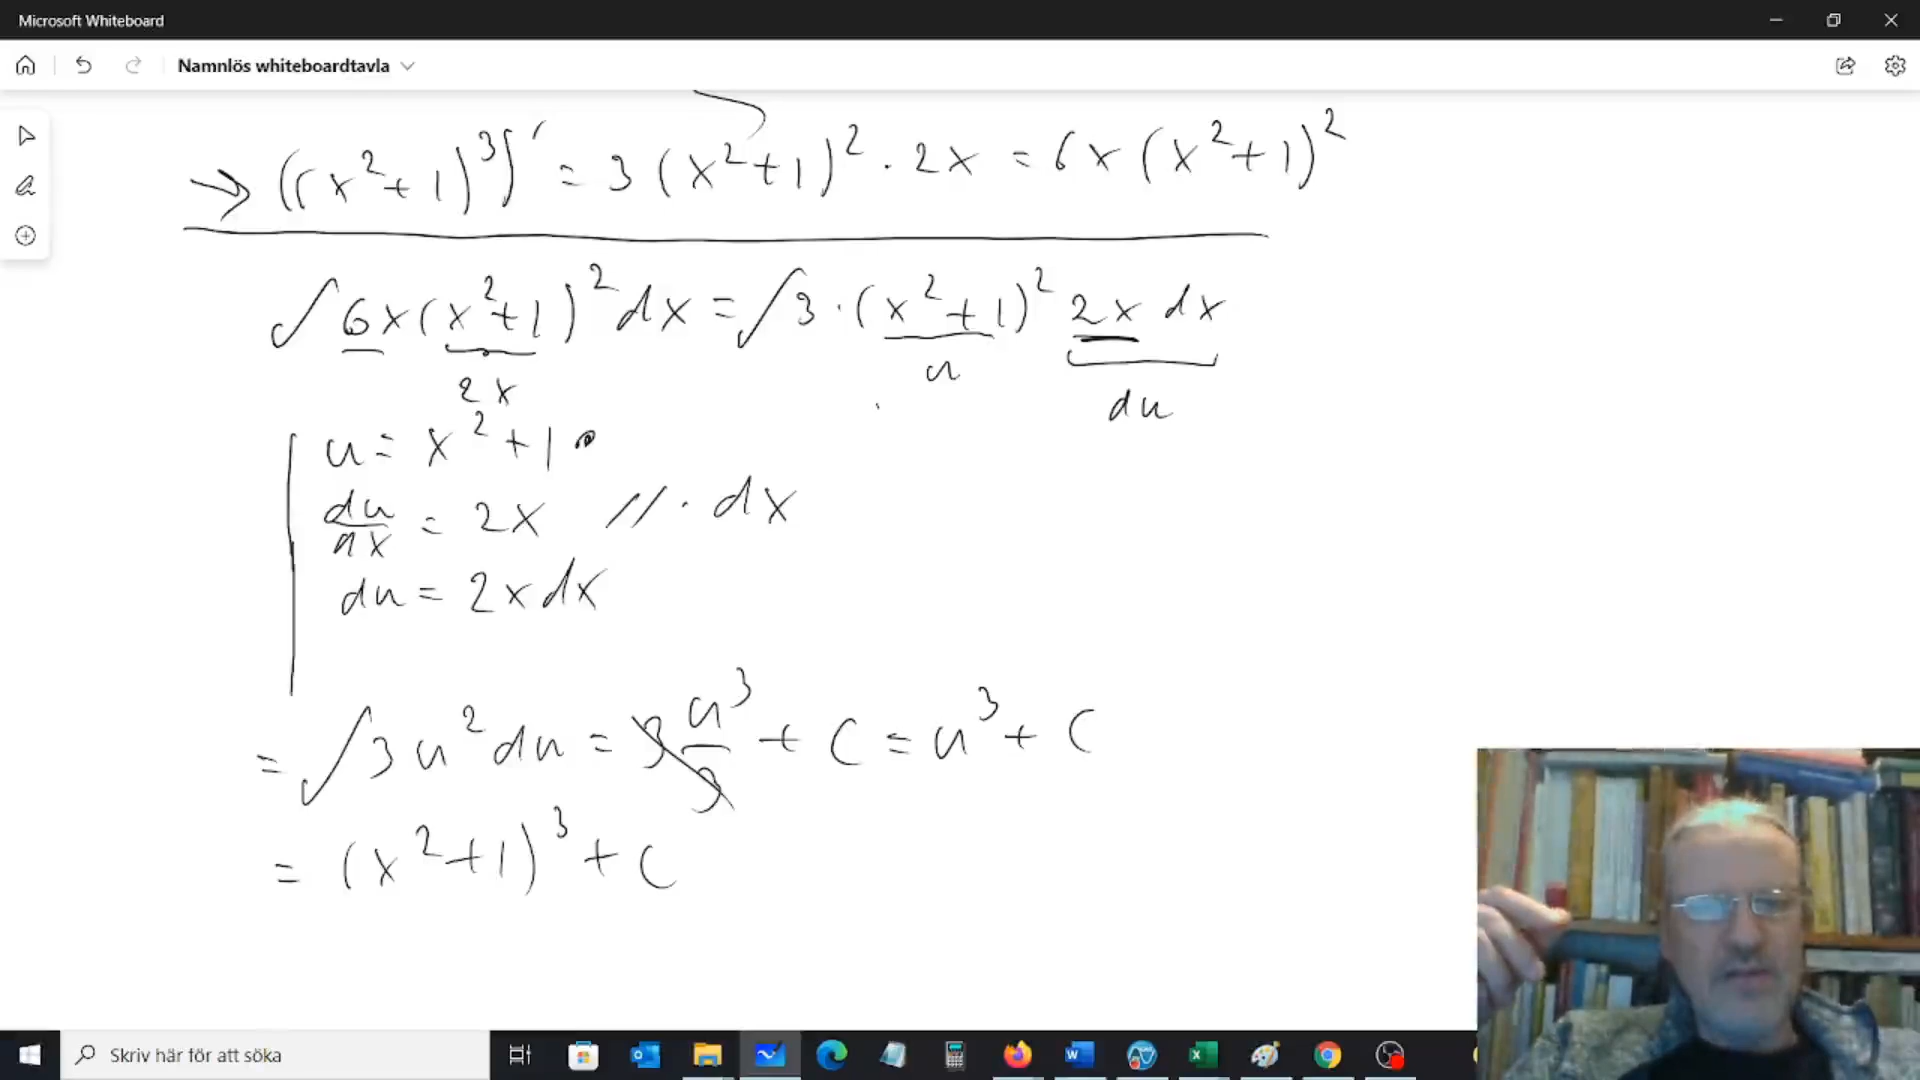 Microsoft Whiteboard
Namnlös whiteboardtavla
→ ((x²+1)³)′ = 3(x²+1)² · 2x = 6x(x²+1)²
∫ 6x(x²+1)² dx = ∫ 3 · (x²+1)² 2x dx
2x u du
u = x²+1
du/dx = 2x // · dx
du = 2x dx
= ∫ 3u² du = 3 u³/3 + C = u³ + C
= (x²+1)³ + C
Skriv här för att söka